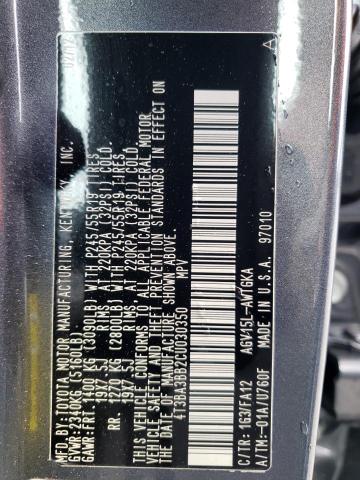 MFD. BY:TOYOTA MOTOR MANUFACTURING, KENTUCKY, INC.
GVWR:2340KG (5160LB)
GAWR:FRT.1400 KG (3090LB) WITH P245/55R19 TIRES
19X7.5J RIMS AT 220KPA (32PSI)
RR. 1270 KG (2800LB) WITH P245/55R19 TIRES
19X7.5J RIMS AT 220KPA (32PSI)
THIS VEHICLE CONFORMS TO ALL APPLICABLE FEDERAL MOTOR
VEHICLE SAFETY AND THEFT PREVENTION STANDARDS IN EFFECT ON
THE DATE OF MANUFACTURE SHOWN ABOVE.
4T3BA3BB2CU030350 MPV
A
AGV15L-AWTGKA
C/TR: 1G3/FA12
A/TM:-01A/U760F
MADE IN U.S.A. 97010